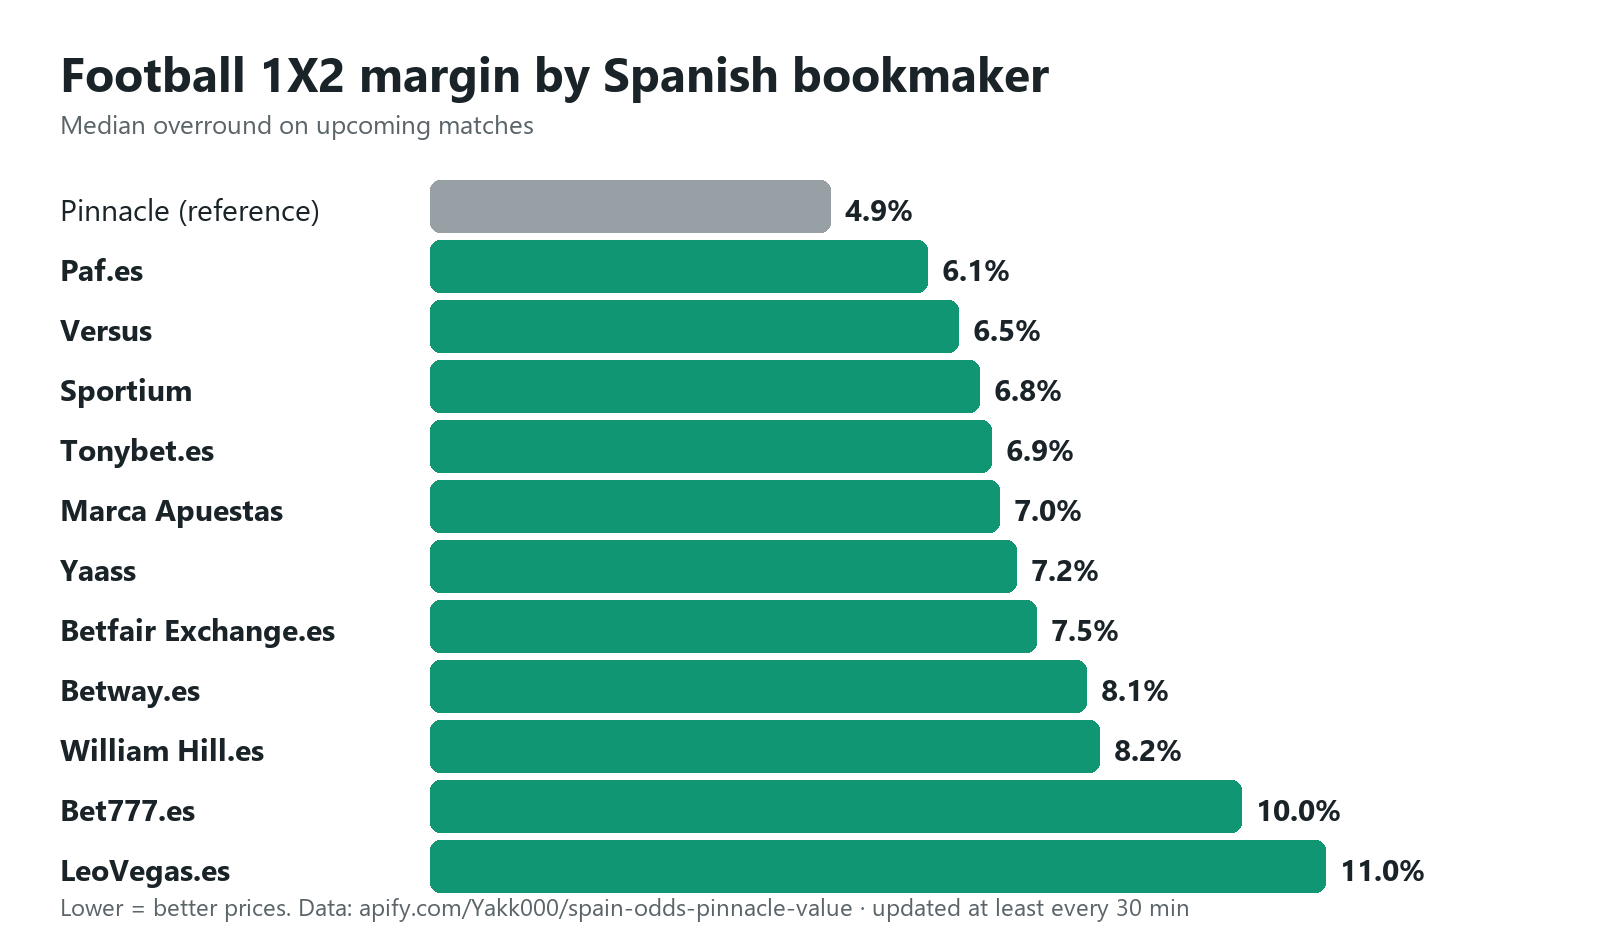 Football 1X2 margin by Spanish bookmaker
Median overround on upcoming matches
Pinnacle (reference) 4.9%
Paf.es 6.1%
Versus 6.5%
Sportium 6.8%
Tonybet.es 6.9%
Marca Apuestas 7.0%
Yaass 7.2%
Betfair Exchange.es 7.5%
Betway.es 8.1%
William Hill.es 8.2%
Bet777.es 10.0%
LeoVegas.es 11.0%
Lower = better prices. Data: apify.com/Yakk000/spain-odds-pinnacle-value · updated at least every 30 min